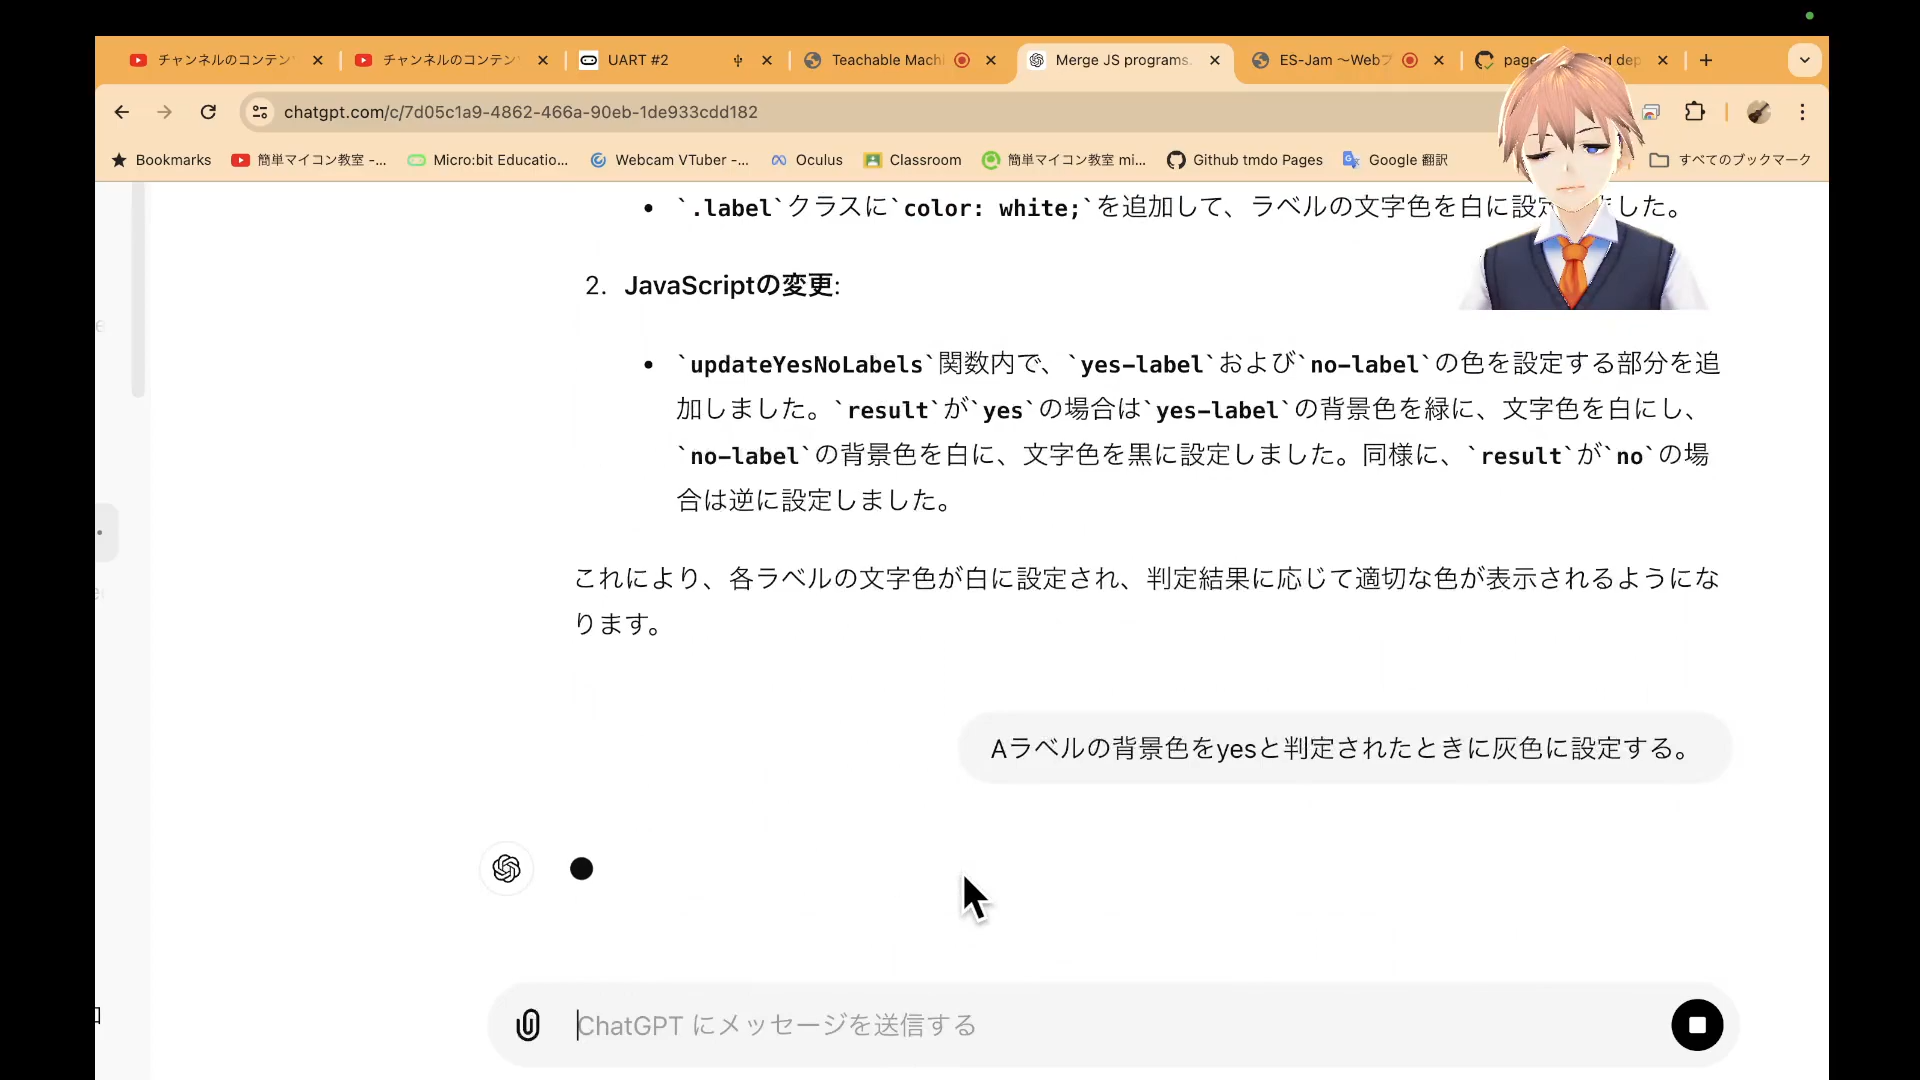 チャンネルのコンテン
チャンネルのコンテン
UART #2
Teachable Mach
Merge JS programs.
ES-Jam 〜Webフ
page
nd dep
chatgpt.com/c/7d05c1a9-4862-466a-90eb-1de933cdd182
Bookmarks
簡単マイコン教室 -...
Micro:bit Educatio...
Webcam VTuber -...
Oculus
Classroom
簡単マイコン教室 mi...
Github tmdo Pages
Google 翻訳
すべてのブックマーク
• `.label`クラスに`color: white;`を追加して、ラベルの文字色を白に設定 した。
2. JavaScriptの変更:
• `updateYesNoLabels`関数内で、`yes-label`および`no-label`の色を設定する部分を追
加しました。`result`が`yes`の場合は`yes-label`の背景色を緑に、文字色を白にし、
`no-label`の背景色を白に、文字色を黒に設定しました。同様に、`result`が`no`の場
合は逆に設定しました。
これにより、各ラベルの文字色が白に設定され、判定結果に応じて適切な色が表示されるようにな
ります。
Aラベルの背景色をyesと判定されたときに灰色に設定する。
ChatGPT にメッセージを送信する